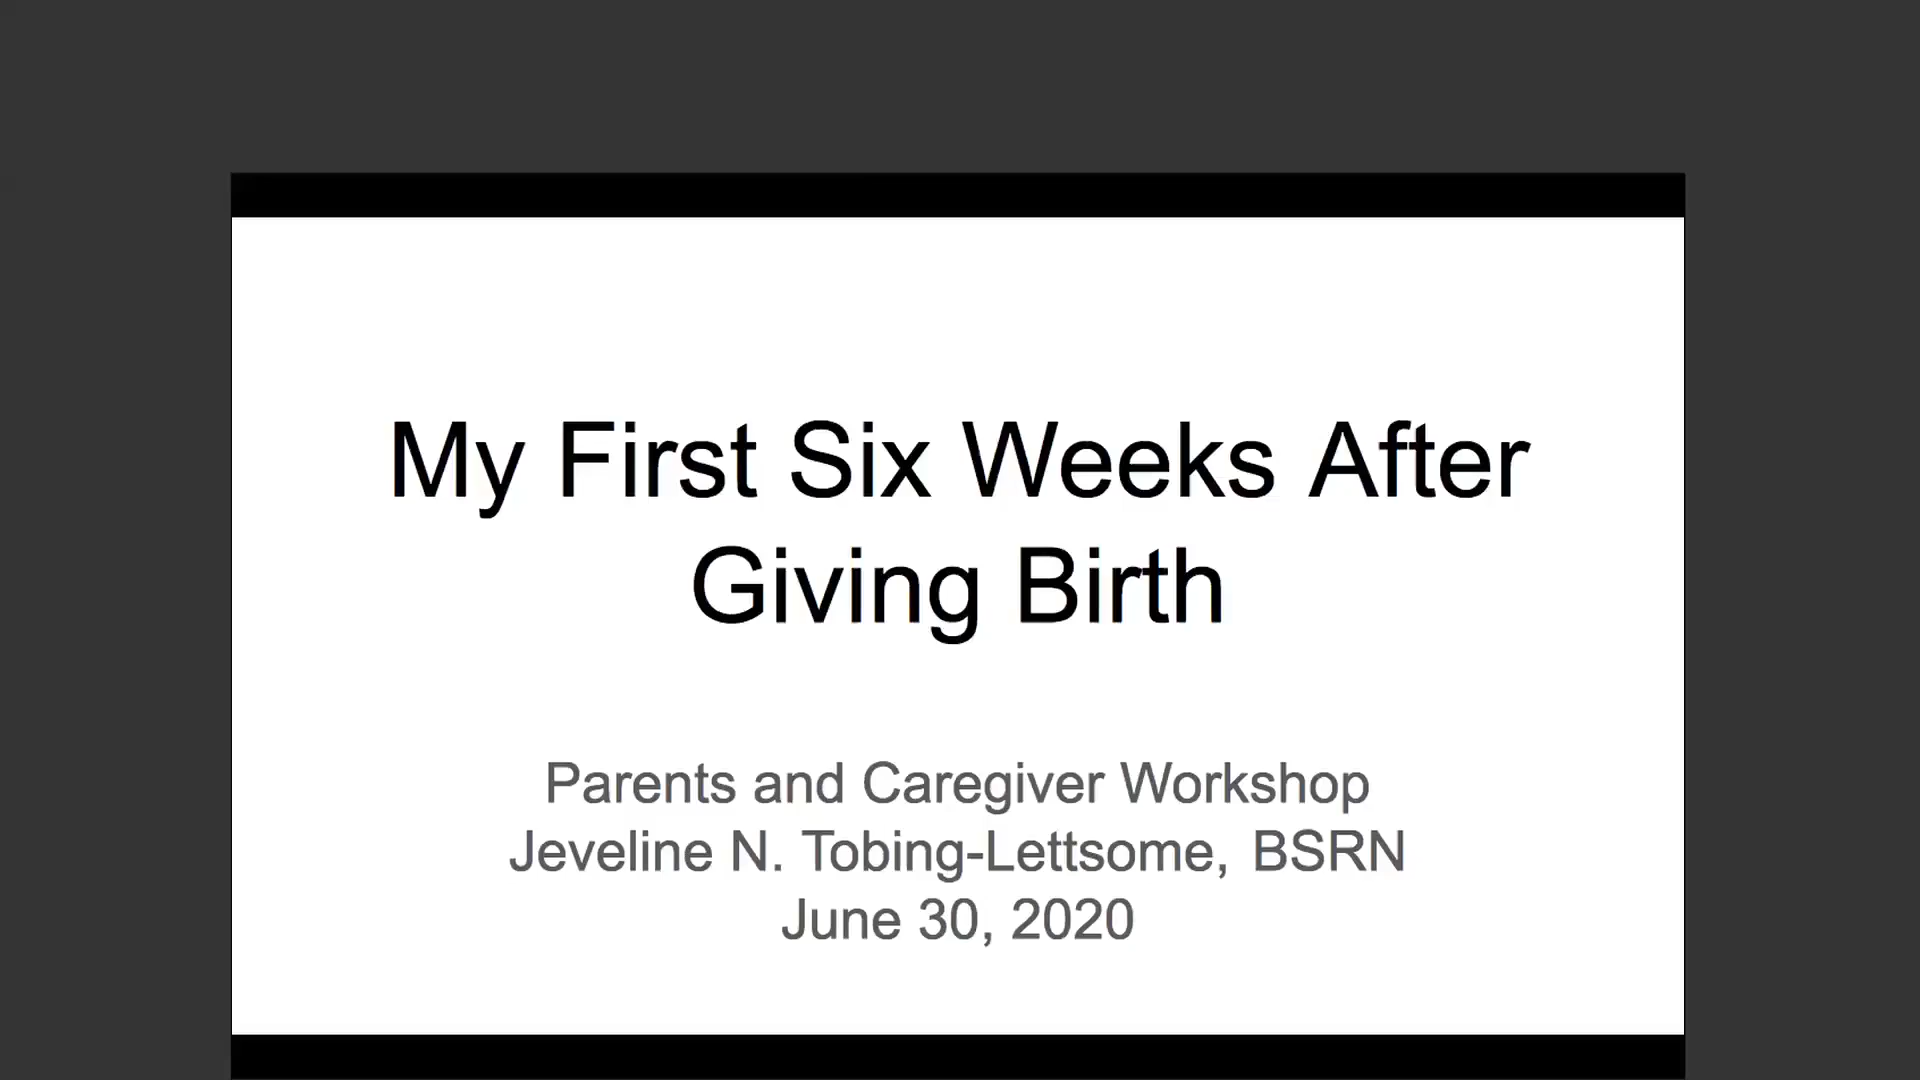 My First Six Weeks After
Giving Birth
Parents and Caregiver Workshop
Jeveline N. Tobing-Lettsome, BSRN
June 30, 2020